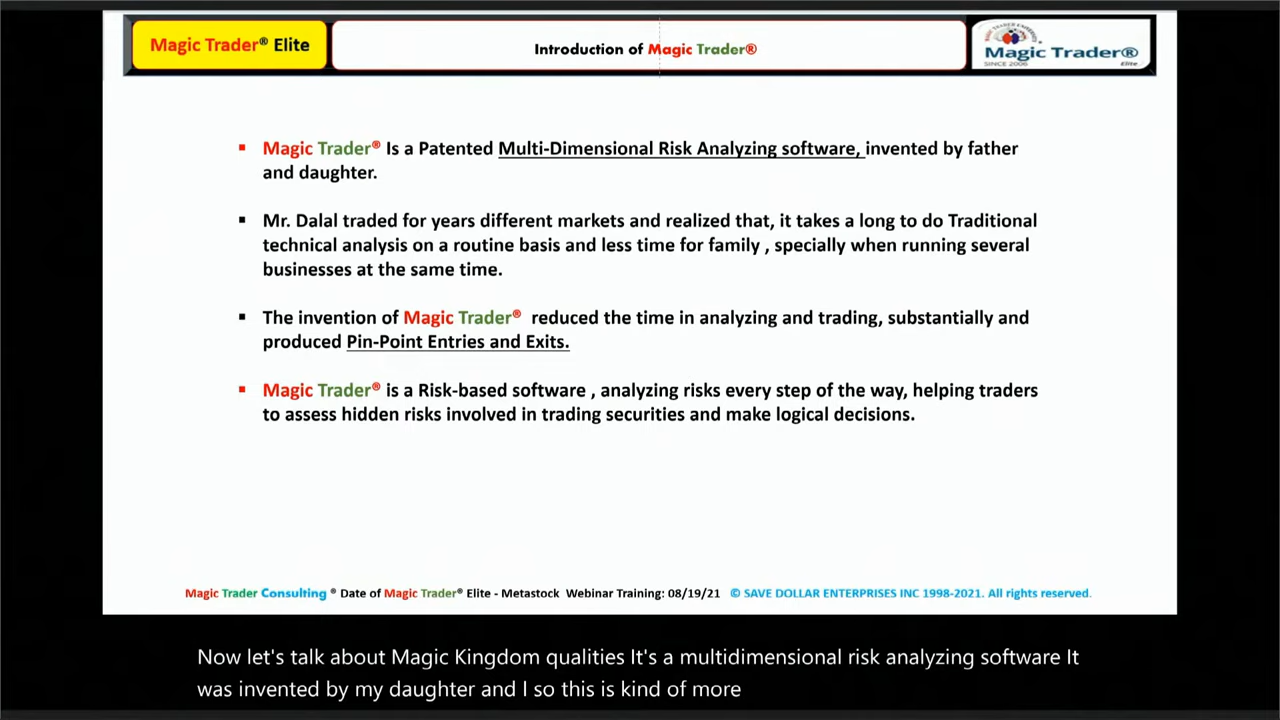 Magic Trader® Elite
Introduction of Magic Trader®
MAGIC TRADER ENTERPRISES
Magic Trader®
SINCE 2006
Elite
▪ Magic Trader® Is a Patented Multi-Dimensional Risk Analyzing software, invented by father
and daughter.
▪ Mr. Dalal traded for years different markets and realized that, it takes a long to do Traditional
technical analysis on a routine basis and less time for family , specially when running several
businesses at the same time.
▪ The invention of Magic Trader® reduced the time in analyzing and trading, substantially and
produced Pin-Point Entries and Exits.
▪ Magic Trader® is a Risk-based software , analyzing risks every step of the way, helping traders
to assess hidden risks involved in trading securities and make logical decisions.
Magic Trader Consulting ® Date of Magic Trader® Elite - Metastock Webinar Training: 08/19/21 © SAVE DOLLAR ENTERPRISES INC 1998-2021. All rights reserved.
Now let's talk about Magic Kingdom qualities It's a multidimensional risk analyzing software It
was invented by my daughter and I so this is kind of more